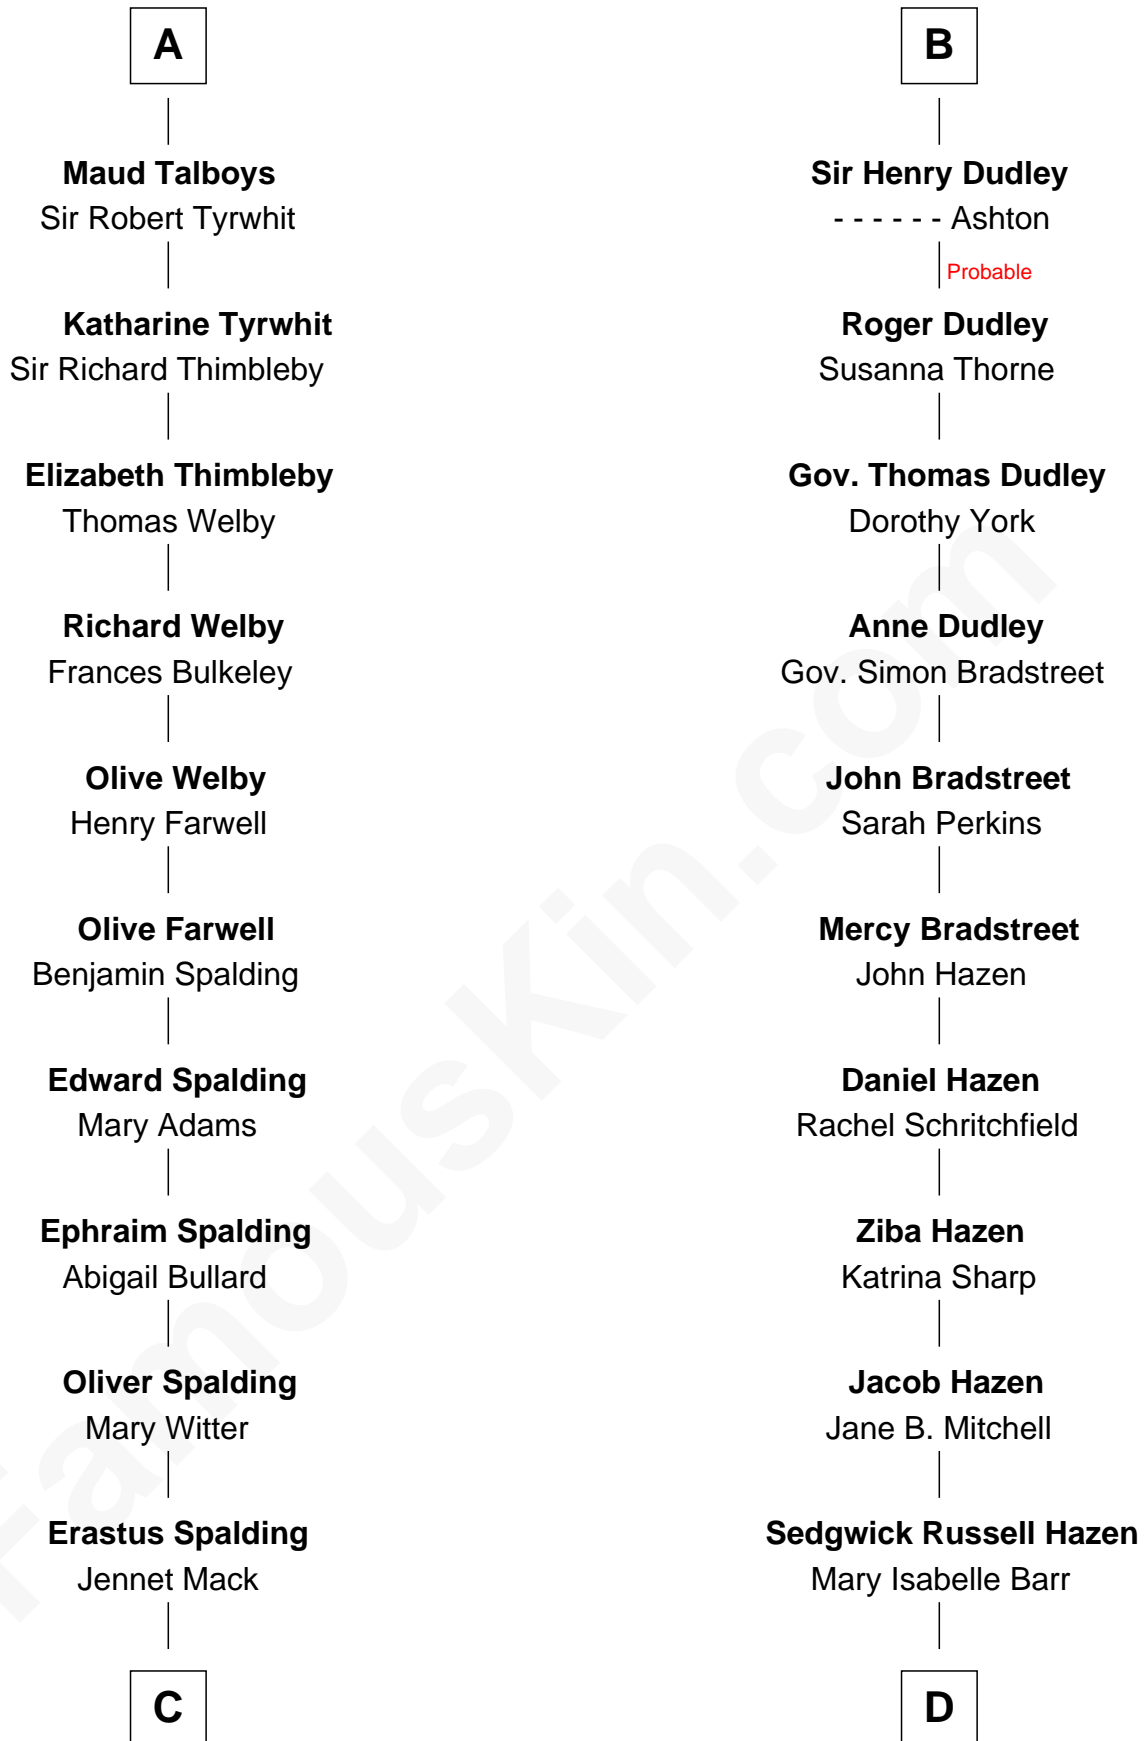 A
Maud Talboys
Sir Robert Tyrwhit
Katharine Tyrwhit
Sir Richard Thimbleby
Elizabeth Thimbleby
Thomas Welby
Richard Welby
Frances Bulkeley
Olive Welby
Henry Farwell
Olive Farwell
Benjamin Spalding
Edward Spalding
Mary Adams
Ephraim Spalding
Abigail Bullard
Oliver Spalding
Mary Witter
Erastus Spalding
Jennet Mack
C
B
Sir Henry Dudley
- - - - - - Ashton
Probable
Roger Dudley
Susanna Thorne
Gov. Thomas Dudley
Dorothy York
Anne Dudley
Gov. Simon Bradstreet
John Bradstreet
Sarah Perkins
Mercy Bradstreet
John Hazen
Daniel Hazen
Rachel Schritchfield
Ziba Hazen
Katrina Sharp
Jacob Hazen
Jane B. Mitchell
Sedgwick Russell Hazen
Mary Isabelle Barr
D
FamousKin.com